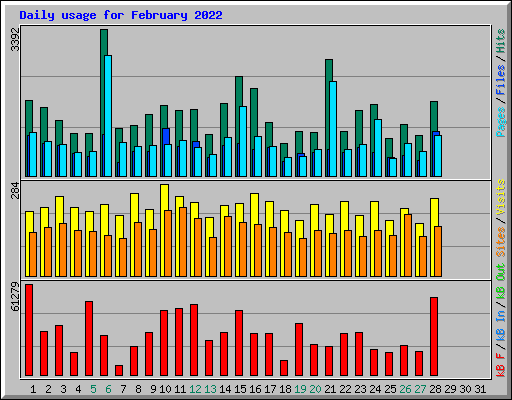 Daily usage for February 2022
3392
Pages / Files / Hits
284
Sites / Visits
61279
kB F / kB In / kB Out
1 2 3 4 5 6 7 8 9 10 11 12 13 14 15 16 17 18 19 20 21 22 23 24 25 26 27 28 29 30 31